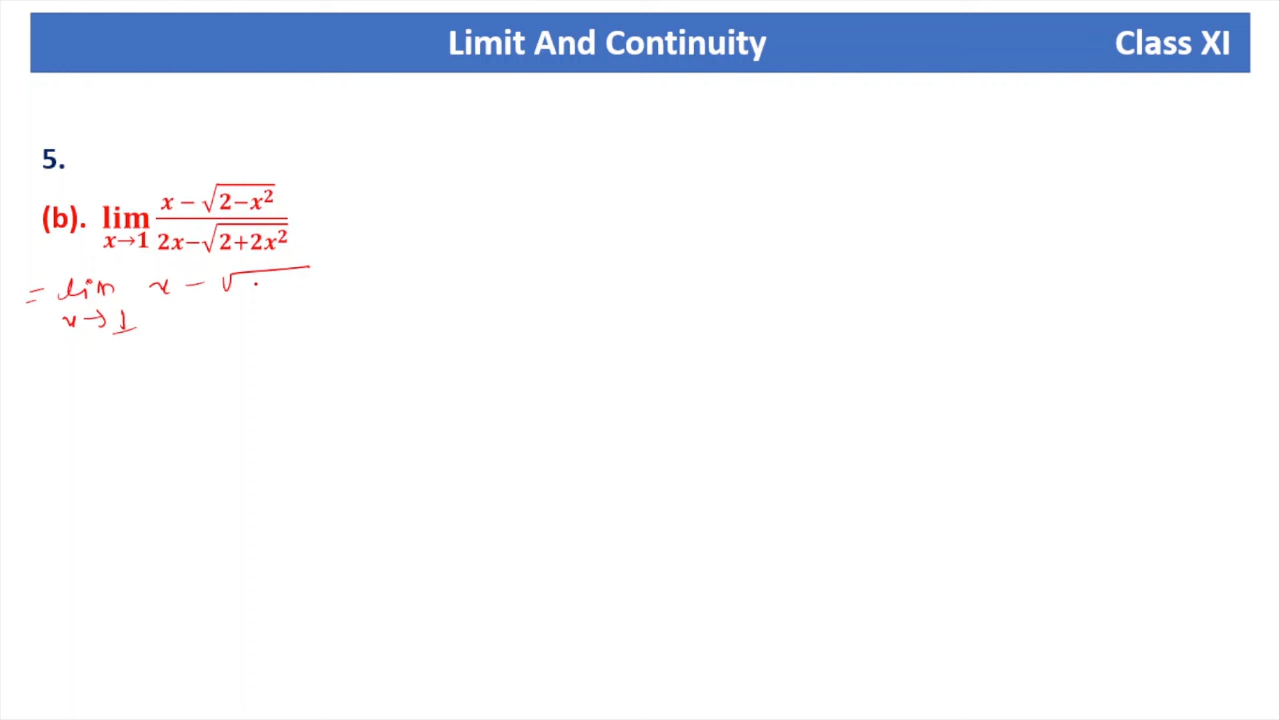 Limit And Continuity Class XI
5.
(b). lim x→1 x − √2−x² / 2x−√2+2x²
= lim x − √
x → 1